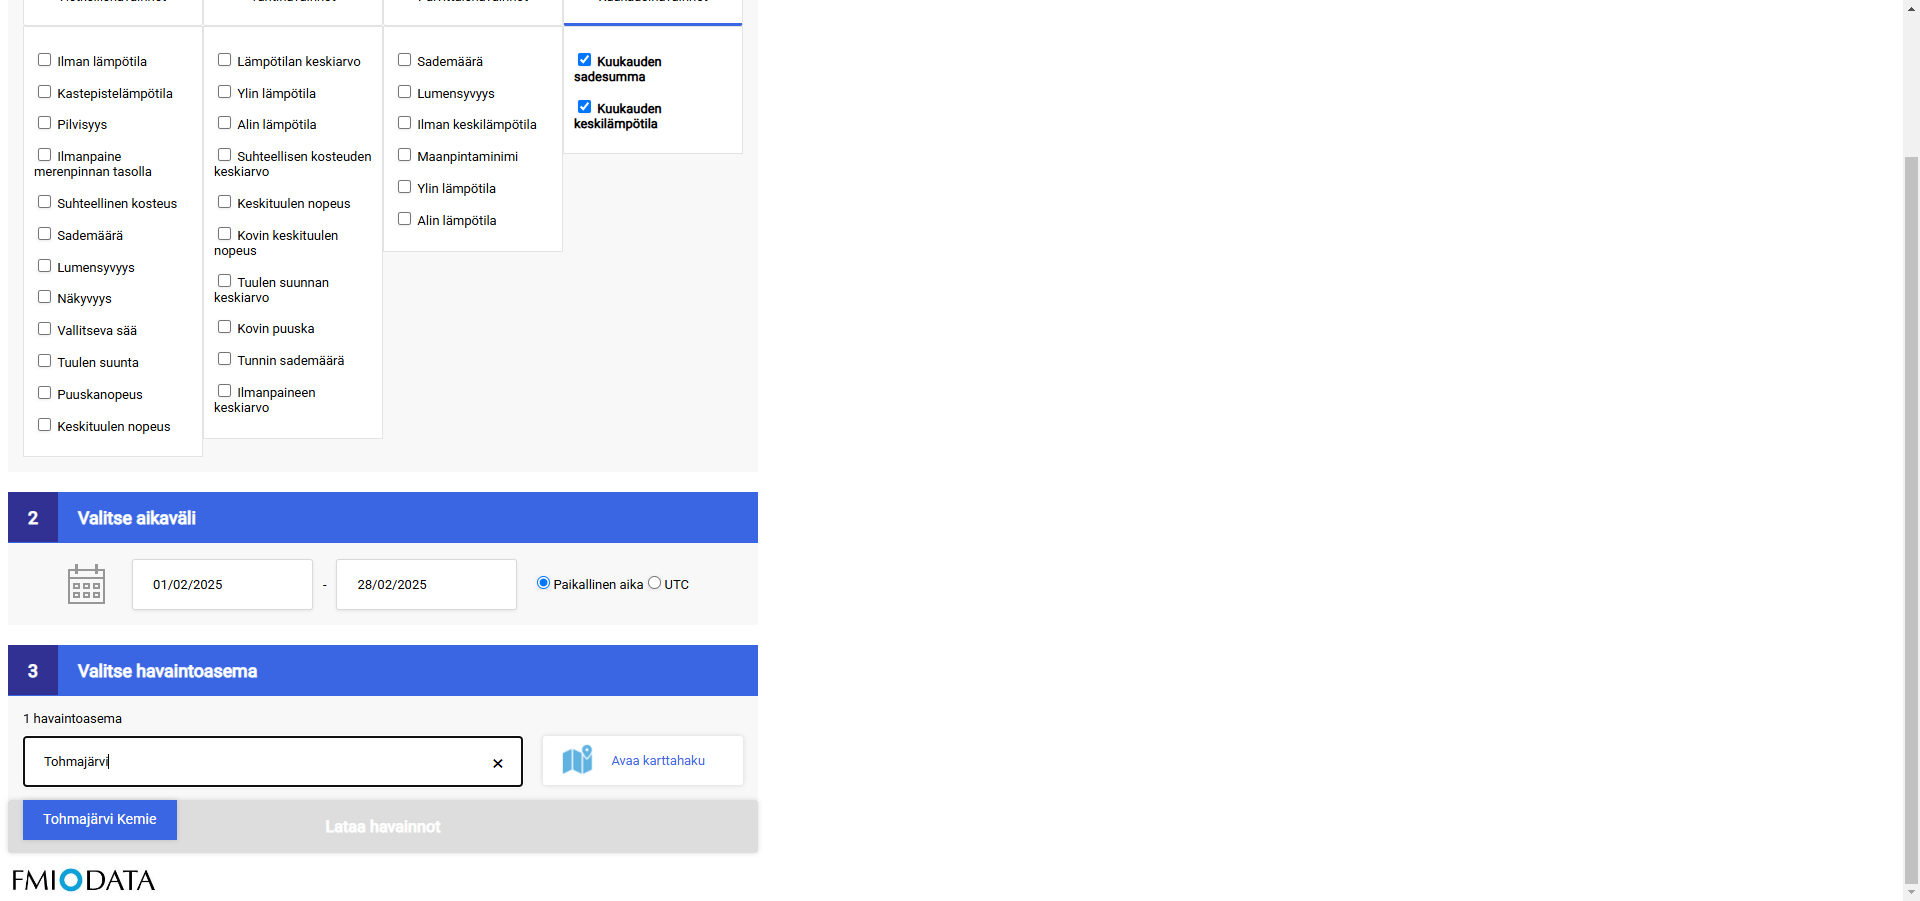 Ilman lämpötila
Kastepistelämpötila
Pilvisyys
Ilmanpaine
merenpinnan tasolla
Suhteellinen kosteus
Sademäärä
Lumensyvyys
Näkyvyys
Vallitseva sää
Tuulen suunta
Puuskanopeus
Keskituulen nopeus
Lämpötilan keskiarvo
Ylin lämpötila
Alin lämpötila
Suhteellisen kosteuden
keskiarvo
Keskituulen nopeus
Kovin keskituulen
nopeus
Tuulen suunnan
keskiarvo
Kovin puuska
Tunnin sademäärä
Ilmanpaineen
keskiarvo
Sademäärä
Lumensyvyys
Ilman keskilämpötila
Maanpintaminimi
Ylin lämpötila
Alin lämpötila
Kuukauden
sadesumma
Kuukauden
keskilämpötila
2 Valitse aikaväli
01/02/2025 - 28/02/2025 Paikallinen aika UTC
3 Valitse havaintoasema
1 havaintoasema
Tohmajärvi × Avaa karttahaku
Tohmajärvi Kemie
Lataa havainnot
FMIODATA